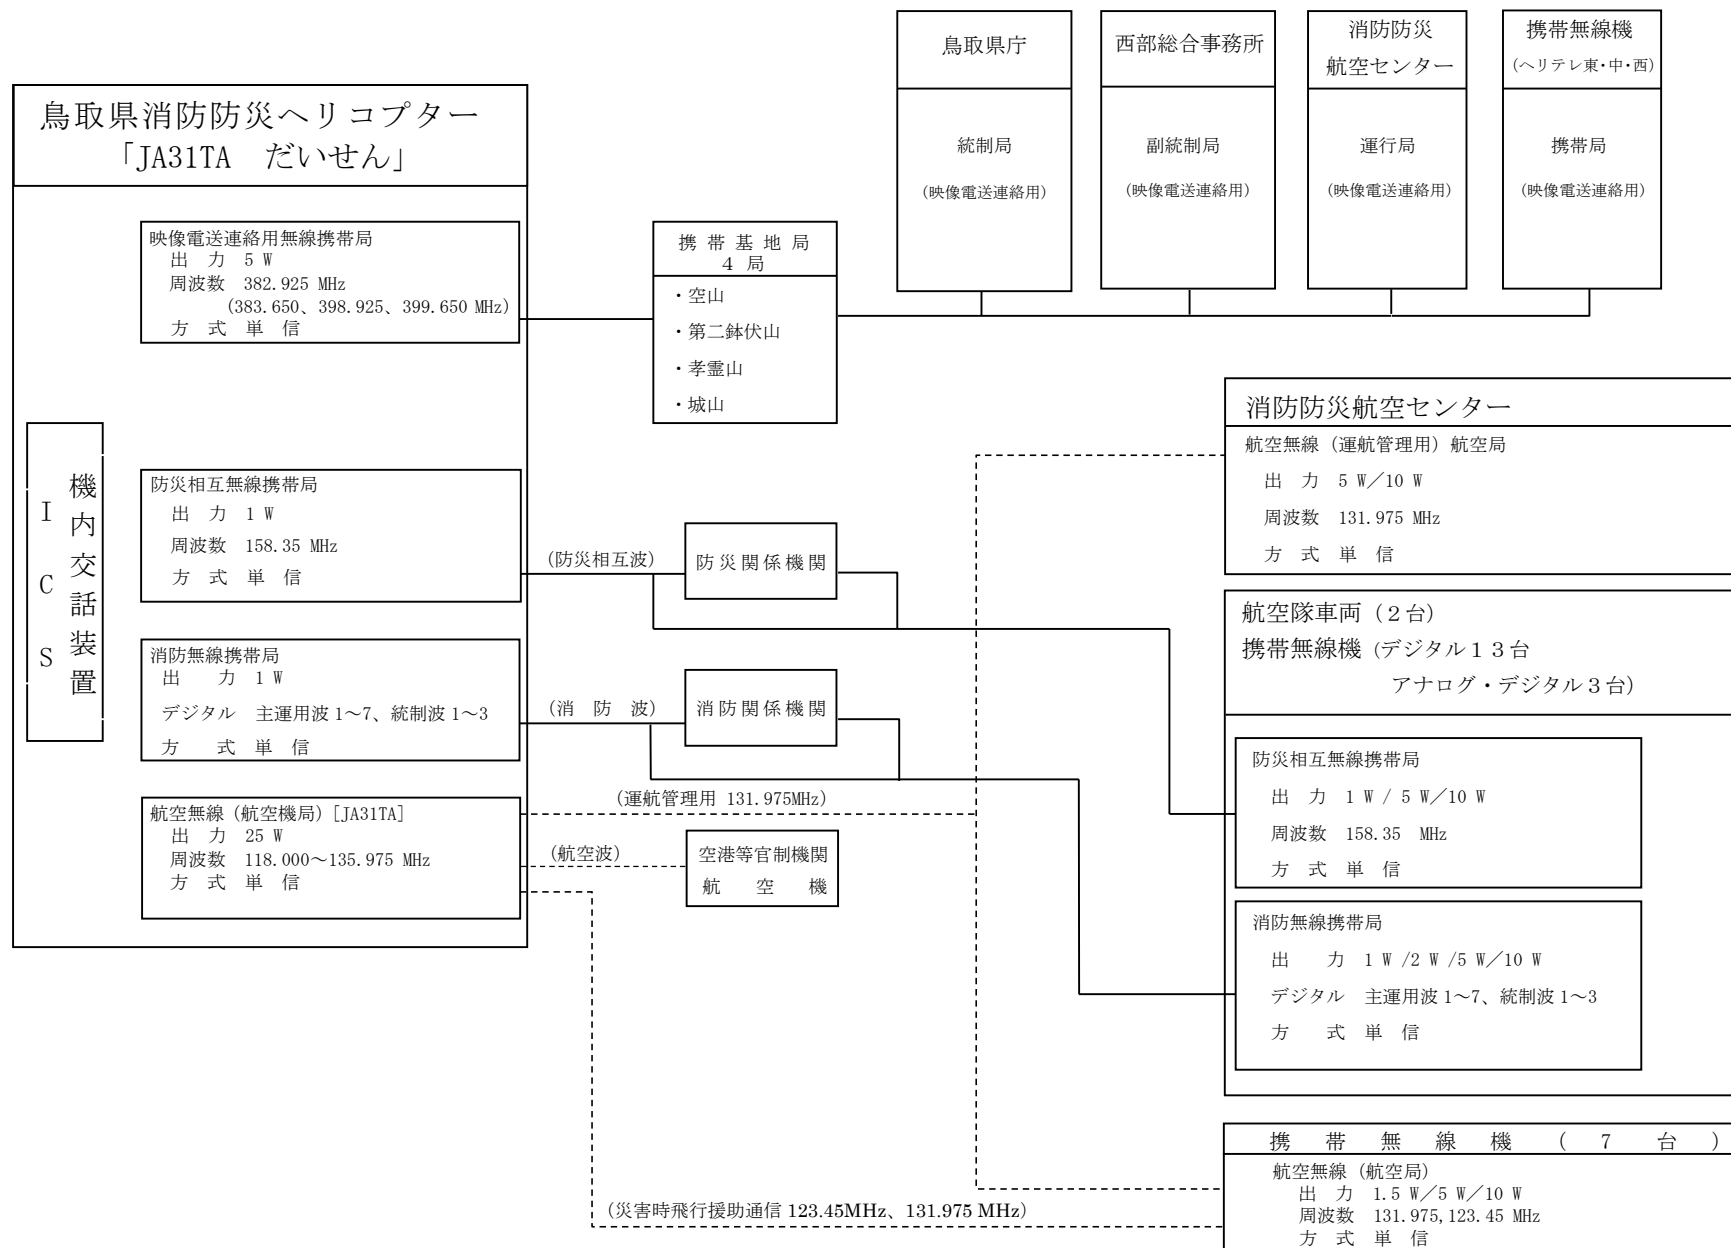 鳥取県消防防災ヘリコプター
「JA31TA　だいせん」
機内交話装置
ＩＣＳ
映像電送連絡用無線携帯局
出　力　5 W
周波数　382.925 MHz
(383.650、398.925、399.650 MHz)
方　式　単　信
防災相互無線携帯局
出　力　1 W
周波数　158.35 MHz
方　式　単　信
消防無線携帯局
出　　力　1 W
デジタル　主運用波 1～7、統制波 1～3
方　　式　単　信
航空無線(航空機局)［JA31TA］
出　力　25 W
周波数　118.000～135.975 MHz
方　式　単　信
携 帯 基 地 局
4 局
・空山
・第二鉢伏山
・孝霊山
・城山
鳥取県庁
統制局
(映像電送連絡用)
西部総合事務所
副統制局
(映像電送連絡用)
消防防災
航空センター
運行局
(映像電送連絡用)
携帯無線機
(ヘリテレ東・中・西)
携帯局
(映像電送連絡用)
(防災相互波)
防災関係機関
(消　防　波)
消防関係機関
(運航管理用 131.975MHz)
(航空波)
空港等官制機関
航　空　機
(災害時飛行援助通信 123.45MHz、131.975 MHz)
消防防災航空センター
航空無線（運航管理用）航空局
出　力　5 W／10 W
周波数　131.975 MHz
方　式　単　信
航空隊車両（２台）
携帯無線機（デジタル１３台
アナログ・デジタル３台）
防災相互無線携帯局
出　力　1 W / 5 W／10 W
周波数　158.35　MHz
方　式　単　信
消防無線携帯局
出　　力　1 W /2 W /5 W／10 W
デジタル　主運用波 1～7、統制波 1～3
方　　式　単　信
携　帯　無　線　機　（　7　台　）
航空無線（航空局）
出　力　1.5 W／5 W／10 W
周波数　131.975,123.45 MHz
方　式　単　信